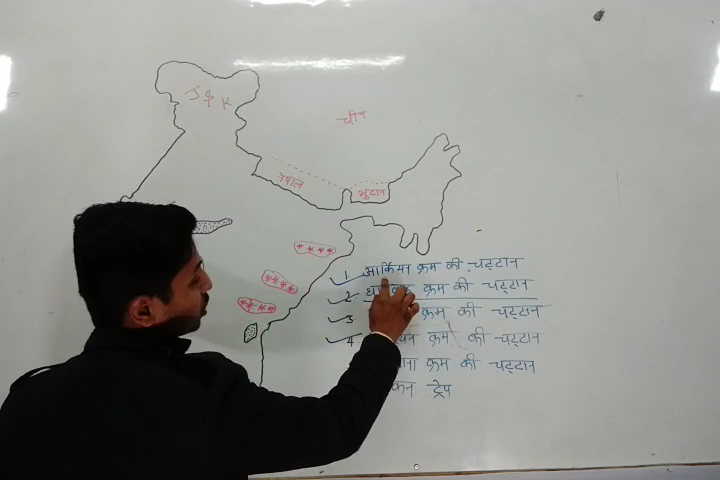 J & K
चीन
नेपाल
भूटान
1 आर्कियन क्रम की चट्टान
2 क्रम की चट्टान
3 क्रम की चट्टान
4 क्रम की चट्टान
क्रम की चट्टान
ट्रेप